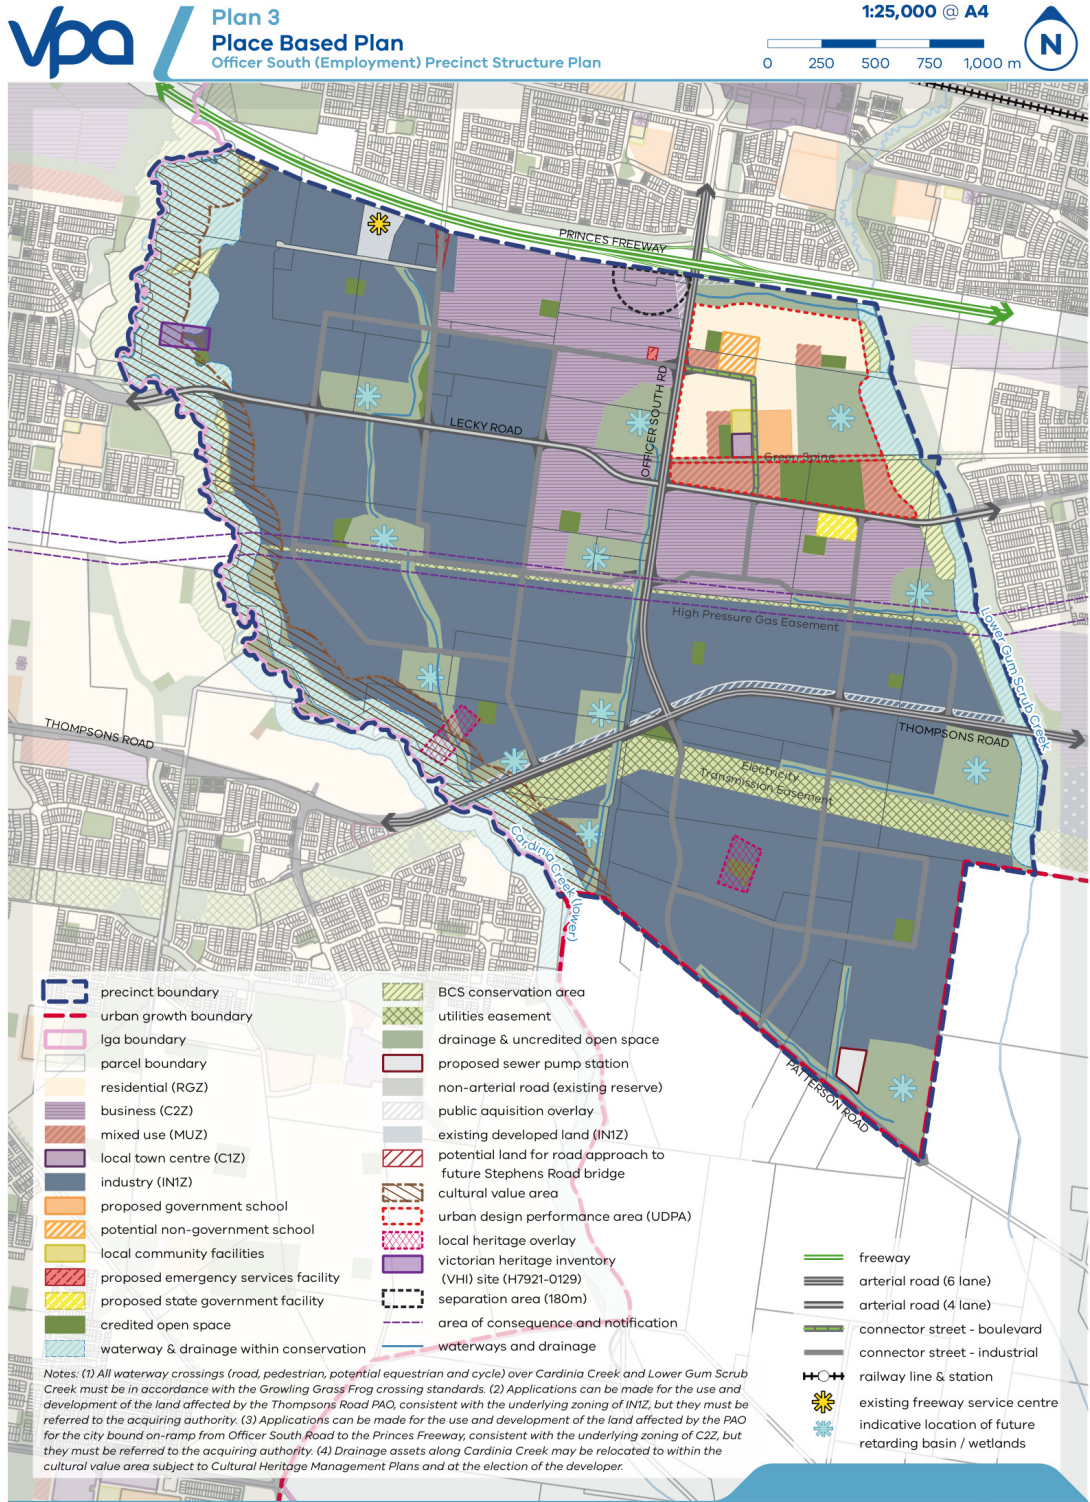 vpa
Plan 3
Place Based Plan
Officer South (Employment) Precinct Structure Plan
1:25,000 @ A4
0 250 500 750 1,000 m
N
PRINCES FREEWAY
OFFICER SOUTH RD
LECKY ROAD
Green Spine
High Pressure Gas Easement
Lower Gum Scrub Creek
THOMPSONS ROAD
THOMPSONS ROAD
Electricity
Transmission Easement
Cardinia Creek (lower)
PATTERSON ROAD
precinct boundary
urban growth boundary
lga boundary
parcel boundary
residential (RGZ)
business (C2Z)
mixed use (MUZ)
local town centre (C1Z)
industry (IN1Z)
proposed government school
potential non-government school
local community facilities
proposed emergency services facility
proposed state government facility
credited open space
waterway & drainage within conservation
BCS conservation area
utilities easement
drainage & uncredited open space
proposed sewer pump station
non-arterial road (existing reserve)
public aquisition overlay
existing developed land (IN1Z)
potential land for road approach to
future Stephens Road bridge
cultural value area
urban design performance area (UDPA)
local heritage overlay
victorian heritage inventory
(VHI) site (H7921-0129)
separation area (180m)
area of consequence and notification
waterways and drainage
freeway
arterial road (6 lane)
arterial road (4 lane)
connector street - boulevard
connector street - industrial
railway line & station
existing freeway service centre
indicative location of future
retarding basin / wetlands
Notes: (1) All waterway crossings (road, pedestrian, potential equestrian and cycle) over Cardinia Creek and Lower Gum Scrub
Creek must be in accordance with the Growling Grass Frog crossing standards. (2) Applications can be made for the use and
development of the land affected by the Thompsons Road PAO, consistent with the underlying zoning of IN1Z, but they must be
referred to the acquiring authority. (3) Applications can be made for the use and development of the land affected by the PAO
for the city bound on-ramp from Officer South Road to the Princes Freeway, consistent with the underlying zoning of C2Z, but
they must be referred to the acquiring authority. (4) Drainage assets along Cardinia Creek may be relocated to within the
cultural value area subject to Cultural Heritage Management Plans and at the election of the developer.